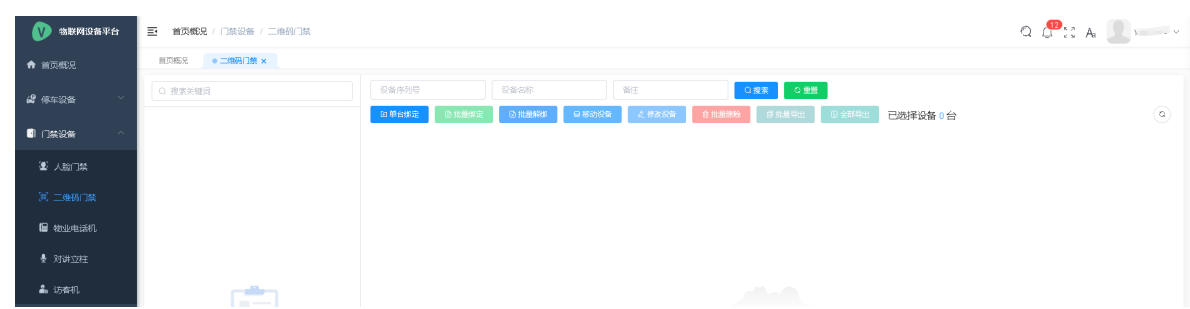 物联网设备平台
首页概况 / 门禁设备 / 二维码门禁
12
首页概况
二维码门禁 ×
首页概况
停车设备
门禁设备
人脸门禁
二维码门禁
物业电话机
对讲立柱
访客机
搜索关键词
设备序列号 设备名称 备注 搜索 重置
单台绑定 批量绑定 批量解绑 移动设备 修改设备 批量删除 批量导出 全部导出 已选择设备 0 台